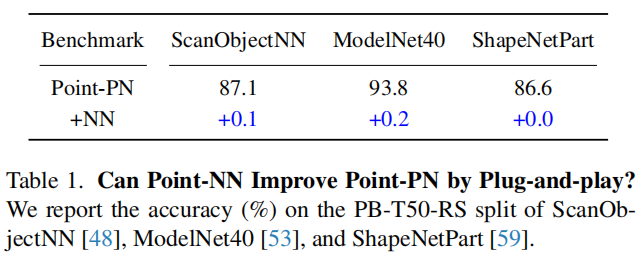 Benchmark ScanObjectNN ModelNet40 ShapeNetPart
Point-PN 87.1 93.8 86.6
+NN +0.1 +0.2 +0.0
Table 1. Can Point-NN Improve Point-PN by Plug-and-play?
We report the accuracy (%) on the PB-T50-RS split of ScanOb-
jectNN [48], ModelNet40 [53], and ShapeNetPart [59].